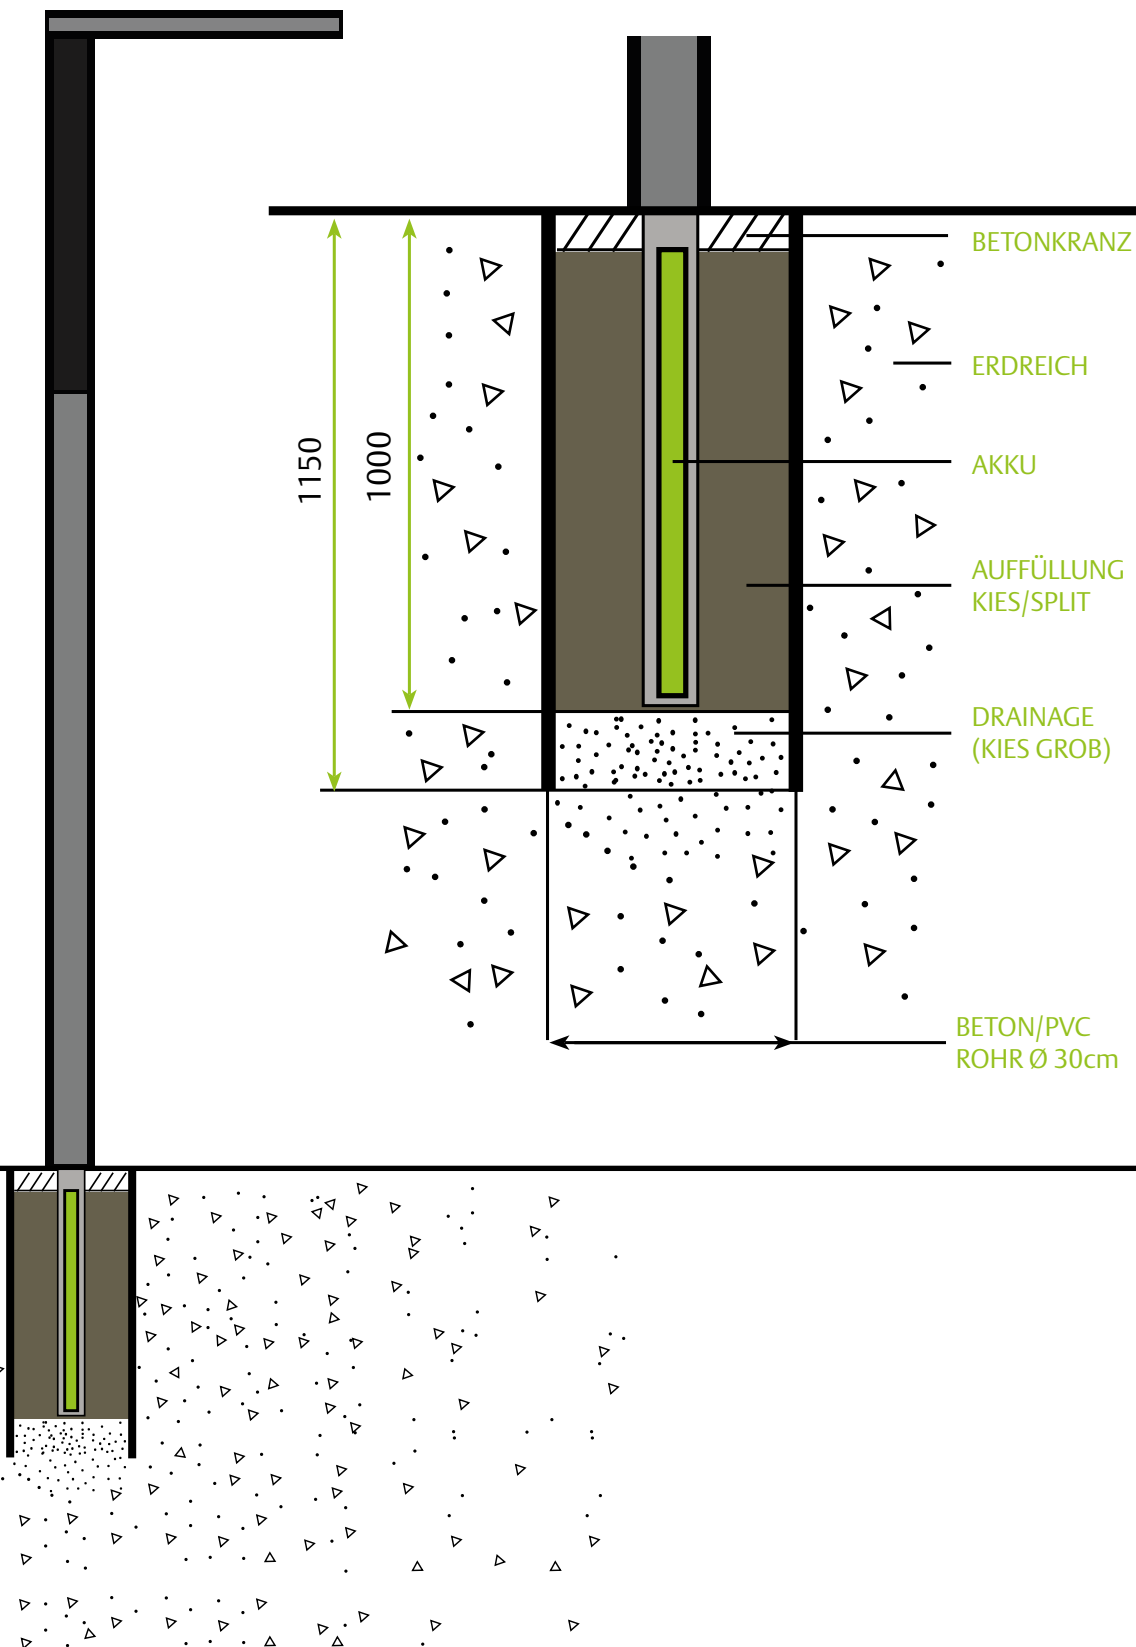 BETONKRANZ
ERDREICH
1150
1000
AKKU
AUFFÜLLUNG
KIES/SPLIT
DRAINAGE
(KIES GROB)
BETON/PVC
ROHR Ø 30cm